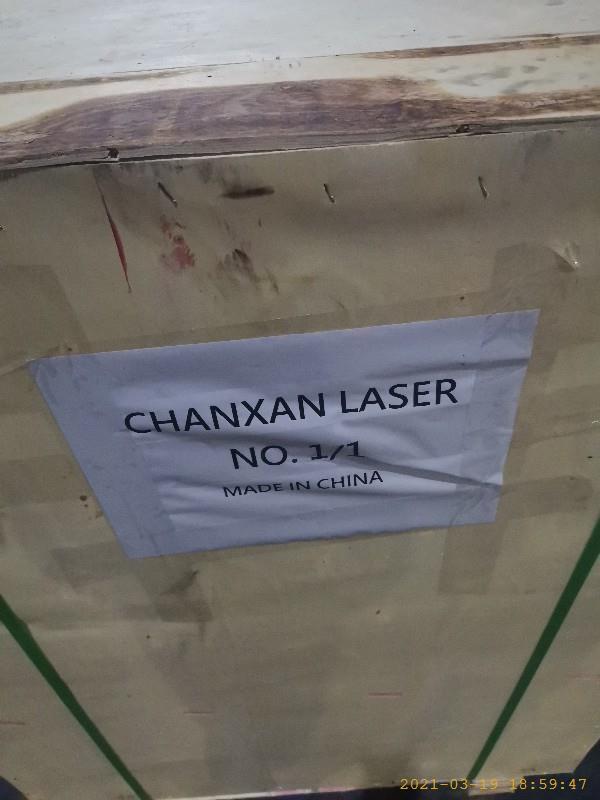 CHANXAN LASER
NO. 1/1
MADE IN CHINA
2021-03-19 18:59:47